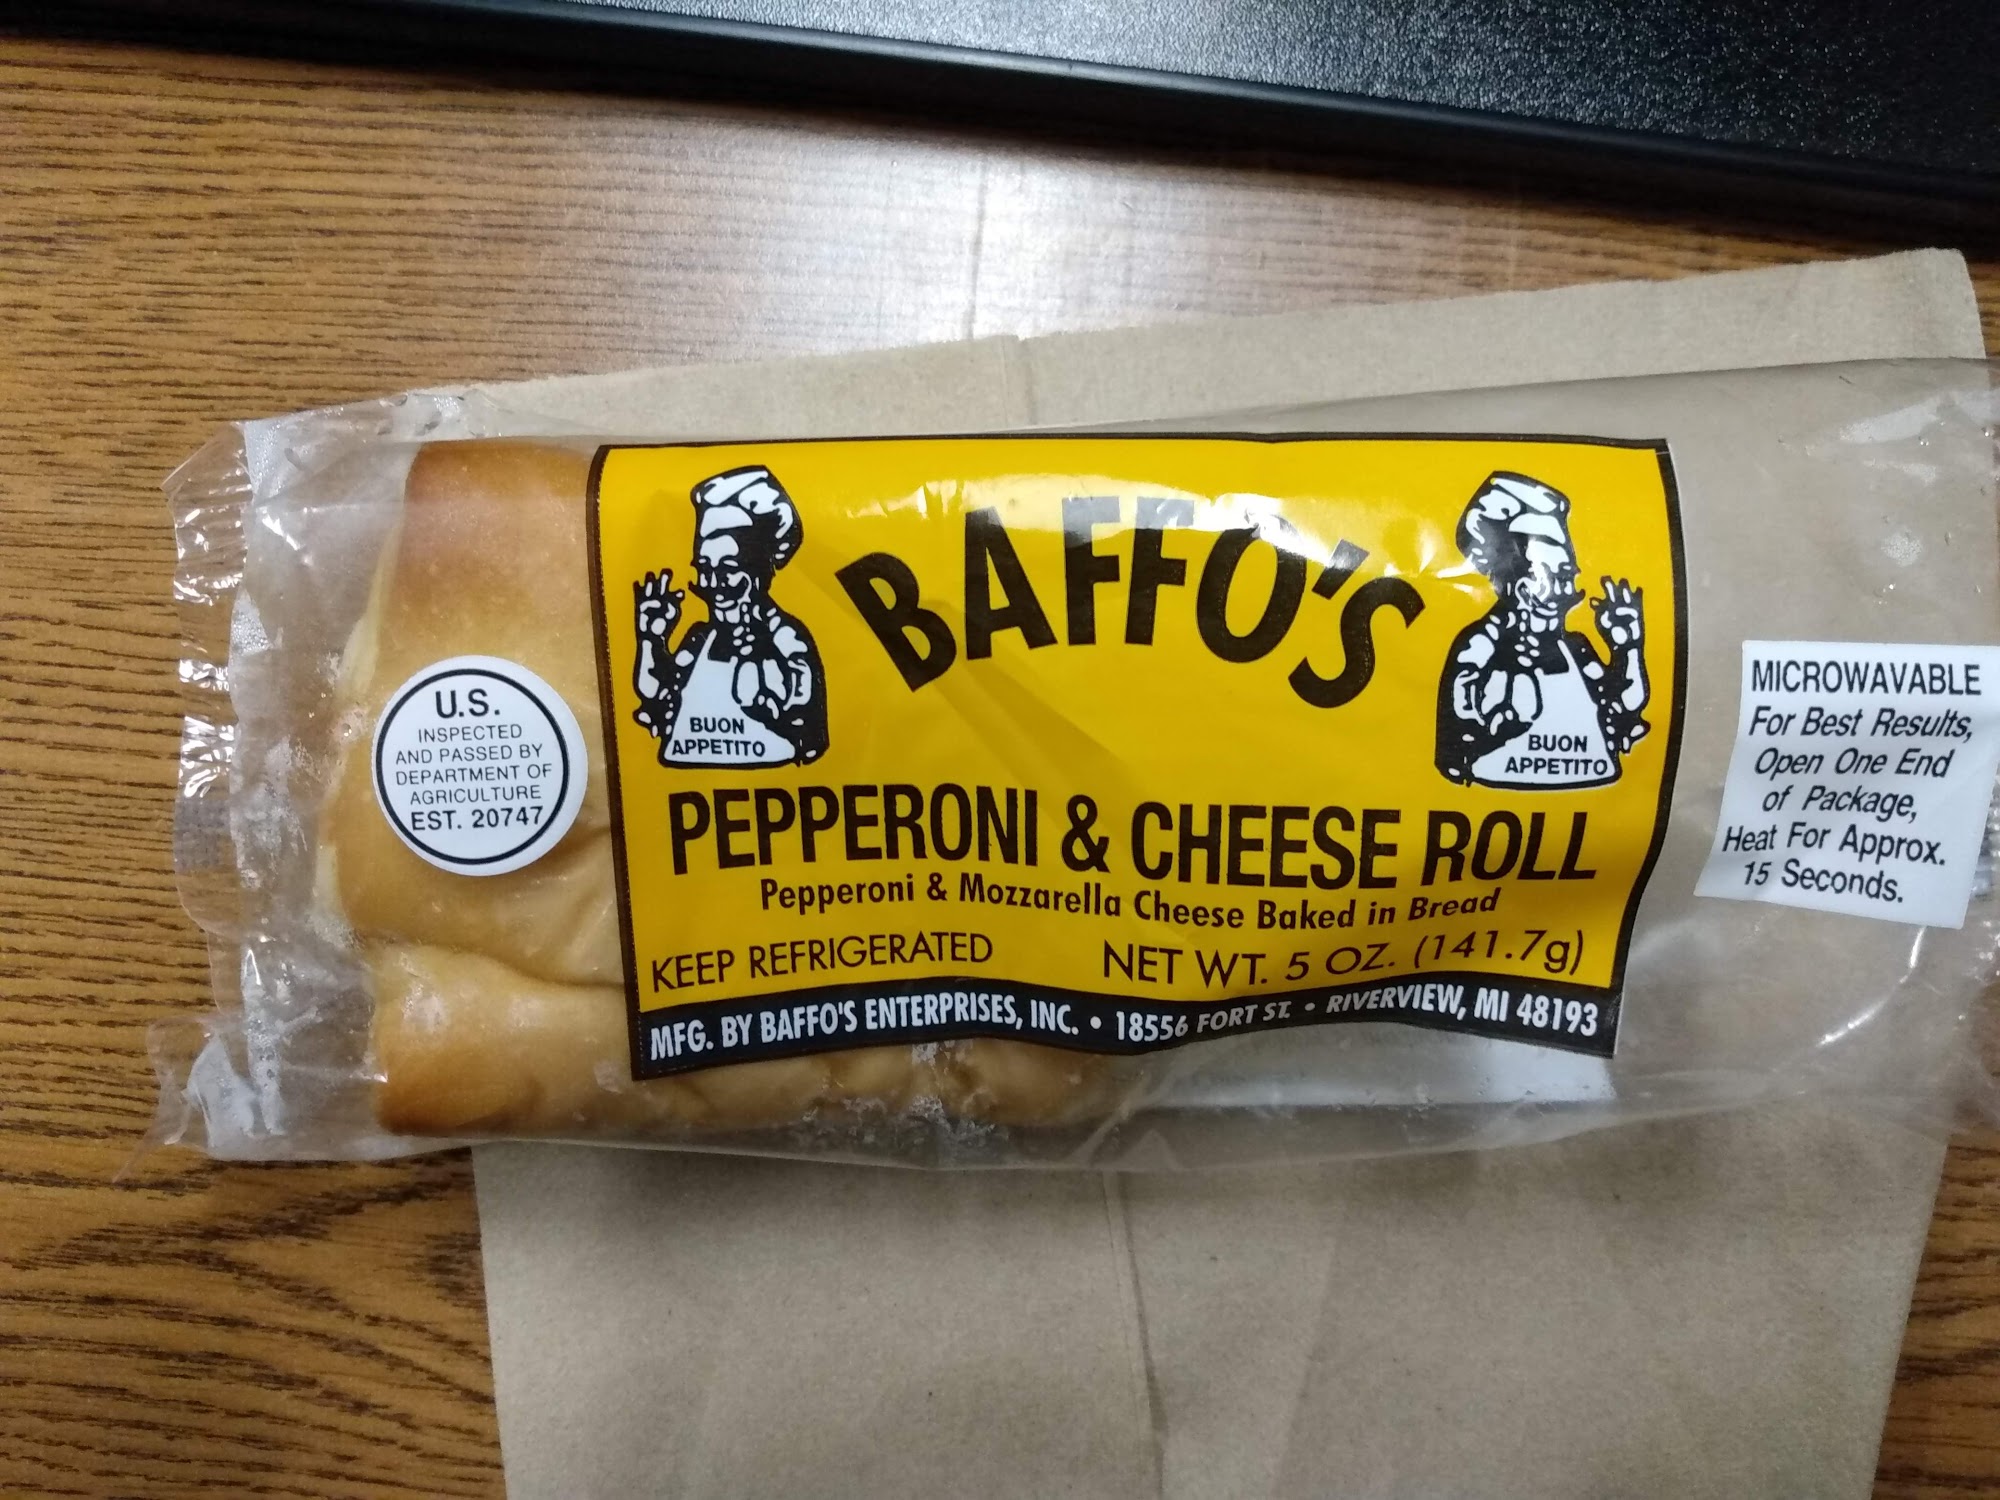 BAFFO'S
BUON
APPETITO
BUON
APPETITO
PEPPERONI & CHEESE ROLL
Pepperoni & Mozzarella Cheese Baked in Bread
KEEP REFRIGERATED NET WT. 5 OZ. (141.7g)
MFG. BY BAFFO'S ENTERPRISES, INC. • 18556 FORT ST. • RIVERVIEW, MI 48193
U.S.
INSPECTED
AND PASSED BY
DEPARTMENT OF
AGRICULTURE
EST. 20747
MICROWAVABLE
For Best Results,
Open One End
of Package,
Heat For Approx.
15 Seconds.